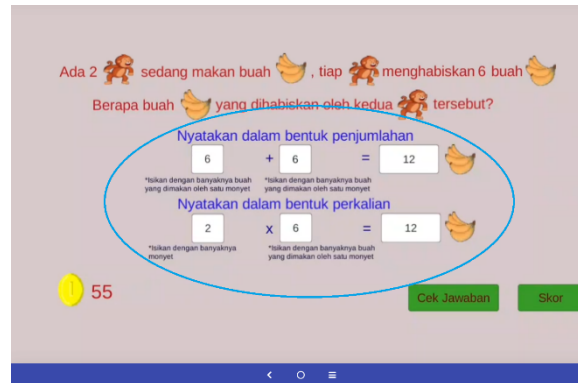 Ada 2 sedang makan buah , tiap menghabiskan 6 buah
Berapa buah yang dihabiskan oleh kedua tersebut?
Nyatakan dalam bentuk penjumlahan
6 + 6 = 12
*Isikan dengan banyaknya buah *Isikan dengan banyaknya buah
yang dimakan oleh satu monyet yang dimakan oleh satu monyet
Nyatakan dalam bentuk perkalian
2 x 6 = 12
*Isikan dengan banyaknya *Isikan dengan banyaknya buah
monyet yang dimakan oleh satu monyet
55
Cek Jawaban Skor